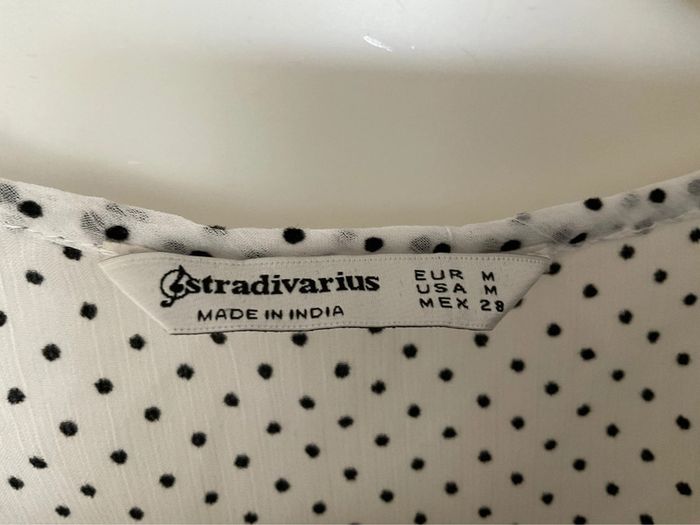 stradivarius
MADE IN INDIA
EUR M
USA M
MEX 28